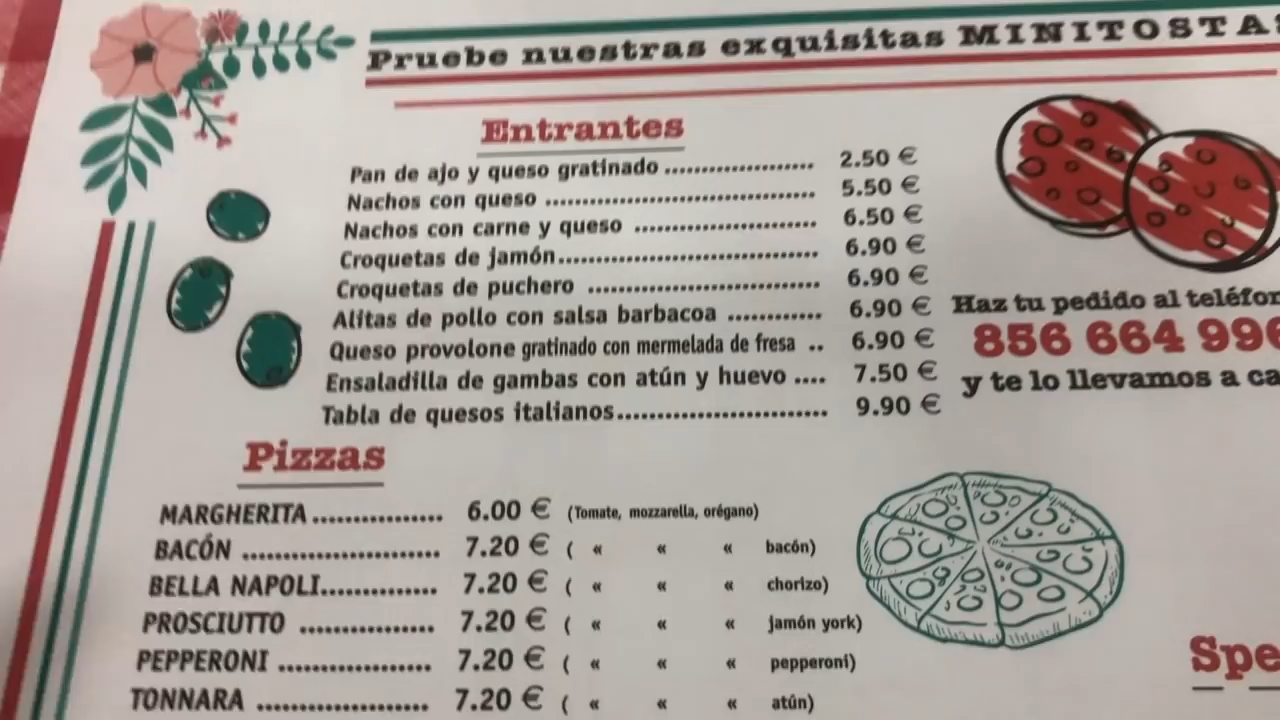 Pruebe nuestras exquisitas MINITOSTAS
Entrantes
Pan de ajo y queso gratinado .................... 2.50 €
Nachos con queso .................................... 5.50 €
Nachos con carne y queso ........................ 6.50 €
Croquetas de jamón.................................. 6.90 €
Croquetas de puchero .............................. 6.90 €
Alitas de pollo con salsa barbacoa ............ 6.90 €
Queso provolone gratinado con mermelada de fresa .. 6.90 €
Ensaladilla de gambas con atún y huevo .... 7.50 €
Tabla de quesos italianos........................... 9.90 €
Haz tu pedido al teléfon
856 664 996
y te lo llevamos a ca
Pizzas
MARGHERITA ................ 6.00 € (Tomate, mozzarella, orégano)
BACÓN ........................ 7.20 € ( « « « bacón)
BELLA NAPOLI.............. 7.20 € ( « « « chorizo)
PROSCIUTTO ................ 7.20 € ( « « « jamón york)
PEPPERONI .................. 7.20 € ( « « « pepperoni)
TONNARA .................... 7.20 € ( « « « atún)
Spe